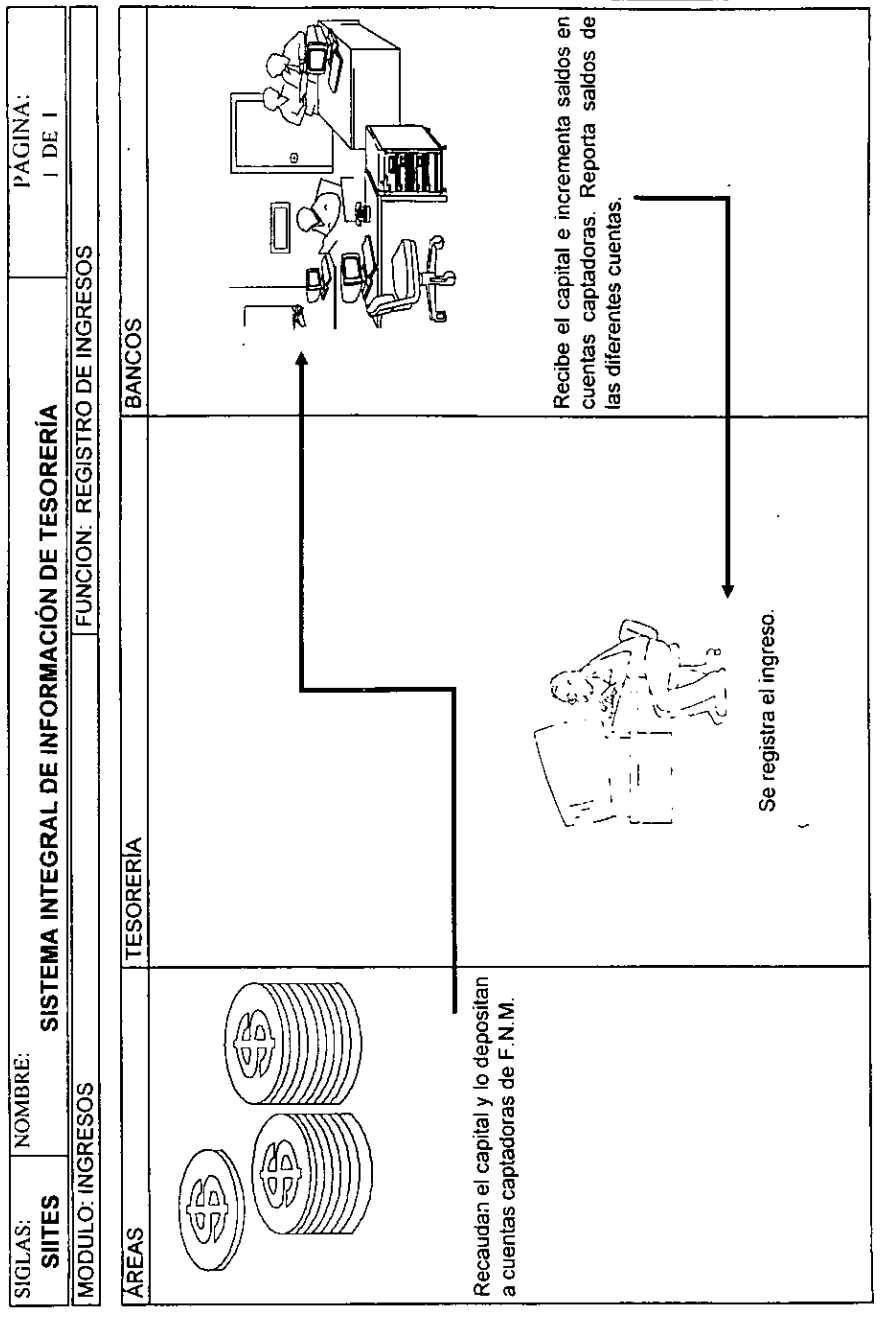 SIGLAS:
SIITES
NOMBRE:
SISTEMA INTEGRAL DE INFORMACIÓN DE TESORERÍA
PÁGINA:
1 DE 1
MODULO: INGRESOS
FUNCION: REGISTRO DE INGRESOS
ÁREAS
TESORERÍA
BANCOS
Recaudan el capital y lo depositan
a cuentas captadoras de F.N.M.
Se registra el ingreso.
Recibe el capital e incrementa saldos en
cuentas captadoras. Reporta saldos de
las diferentes cuentas.